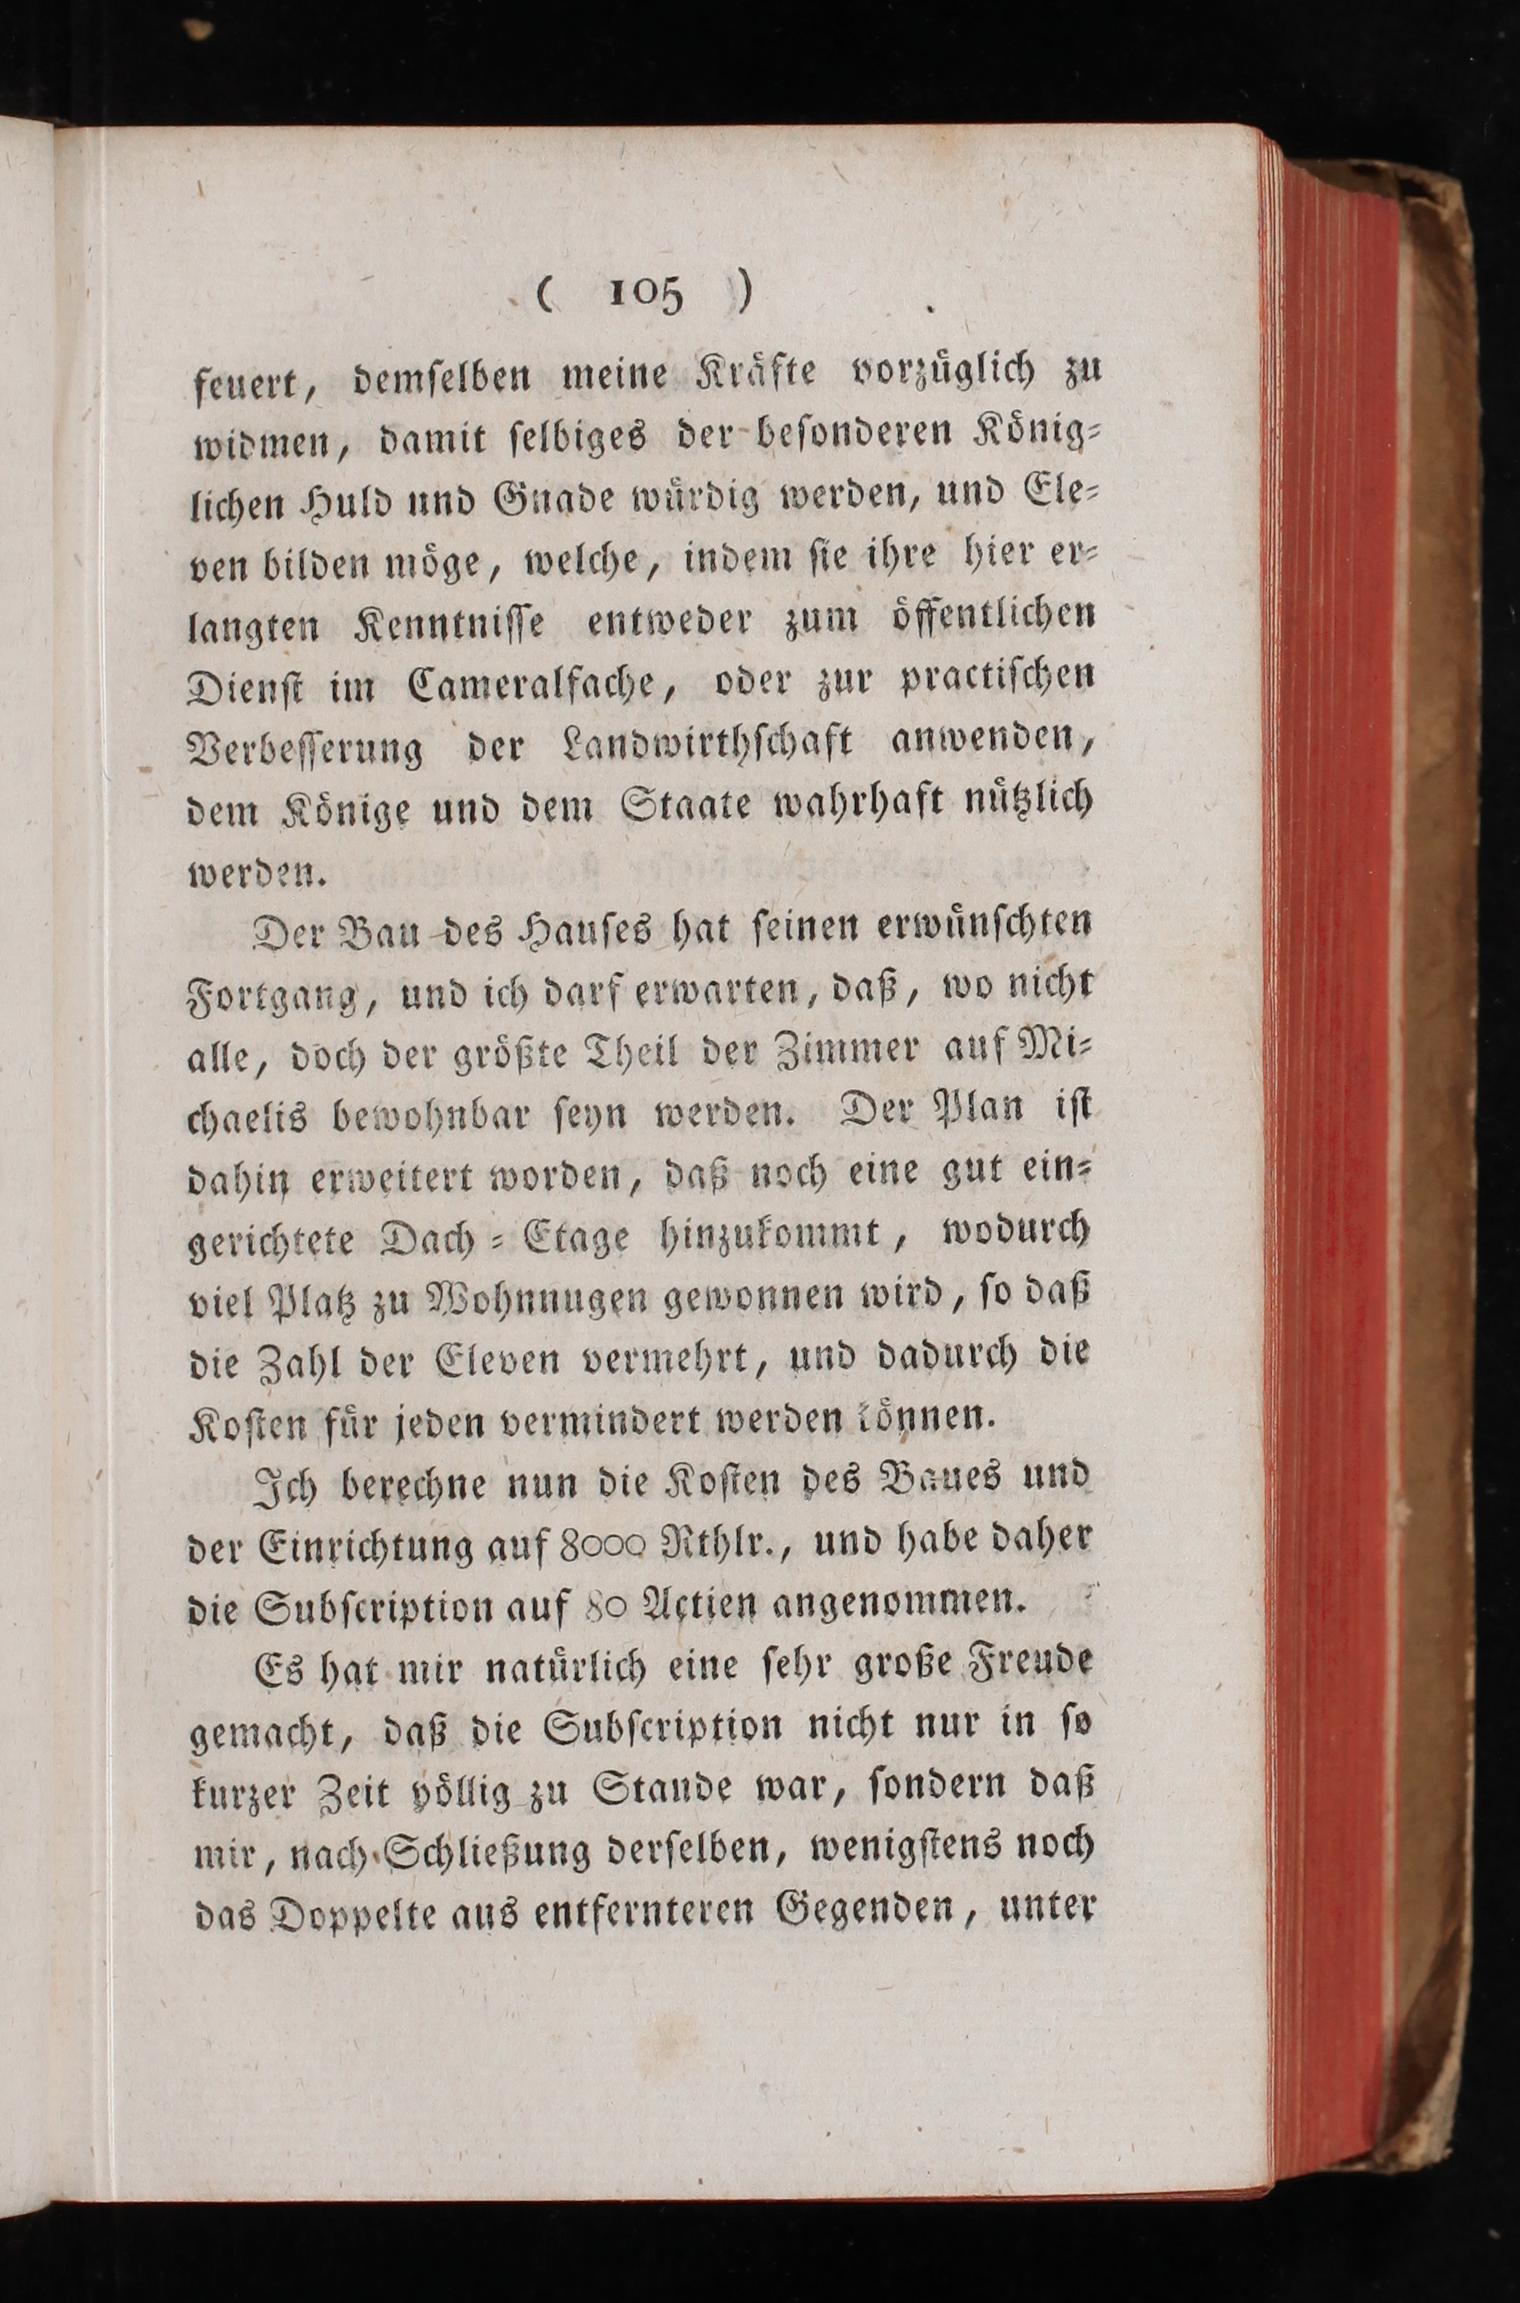 ( 105 )
feuert, demſelben meine Kräfte vorzüglich zu
widmen, damit ſelbiges der beſonderen König⸗
lichen Huld und Gnade würdig werden, und Ele⸗
ven bilden möge, welche, indem ſie ihre hier er⸗
langten Kenntniſſe entweder zum öffentlichen
Dienſt im Cameralfache, oder zur practiſchen
Verbeſſerung der Landwirthſchaft anwenden,
dem Könige und dem Staate wahrhaft nützlich
werden.
Der Bau des Hauſes hat ſeinen erwünſchten
Fortgang, und ich darf erwarten, daß, wo nicht
alle, doch der größte Theil der Zimmer auf Mi⸗
chaelis bewohnbar ſeyn werden. Der Plan iſt
dahin erweitert worden, daß noch eine gut ein⸗
gerichtete Dach⸗Etage hinzukommt, wodurch
viel Platz zu Wohnnugen gewonnen wird, ſo daß
die Zahl der Eleven vermehrt, und dadurch die
Koſten für jeden vermindert werden können.
Ich berechne nun die Koſten des Baues und
der Einrichtung auf 8000 Rthlr., und habe daher
die Subſcription auf 80 Actien angenommen.
Es hat mir natürlich eine ſehr große Freude
gemacht, daß die Subſcription nicht nur in ſo
kurzer Zeit völlig zu Stande war, ſondern daß
mir, nach Schließung derſelben, wenigſtens noch
das Doppelte aus entfernteren Gegenden, unter